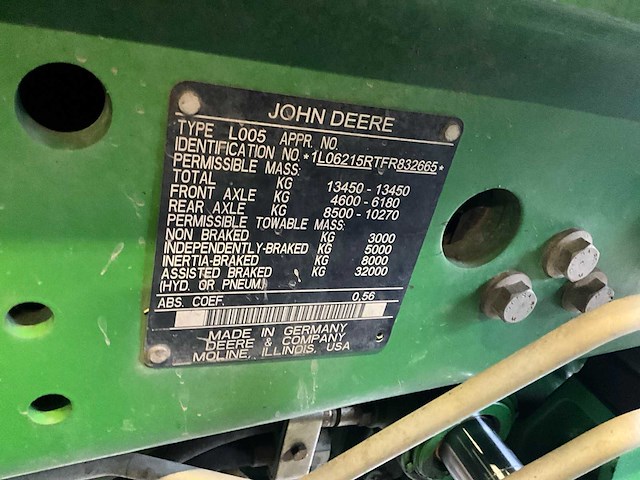 JOHN DEERE
TYPE L005 APPR. NO.
IDENTIFICATION NO. *1L06215RTFR832665*
PERMISSIBLE MASS:
TOTAL KG 13450 - 13450
FRONT AXLE KG 4600 - 6180
REAR AXLE KG 8500 - 10270
PERMISSIBLE TOWABLE MASS:
NON BRAKED KG 3000
INDEPENDENTLY-BRAKED KG 5000
INERTIA-BRAKED KG 8000
ASSISTED BRAKED KG 32000
(HYD. OR PNEUM.)
ABS. COEF. 0,56
MADE IN GERMANY
DEERE & COMPANY
MOLINE, ILLINOIS, USA